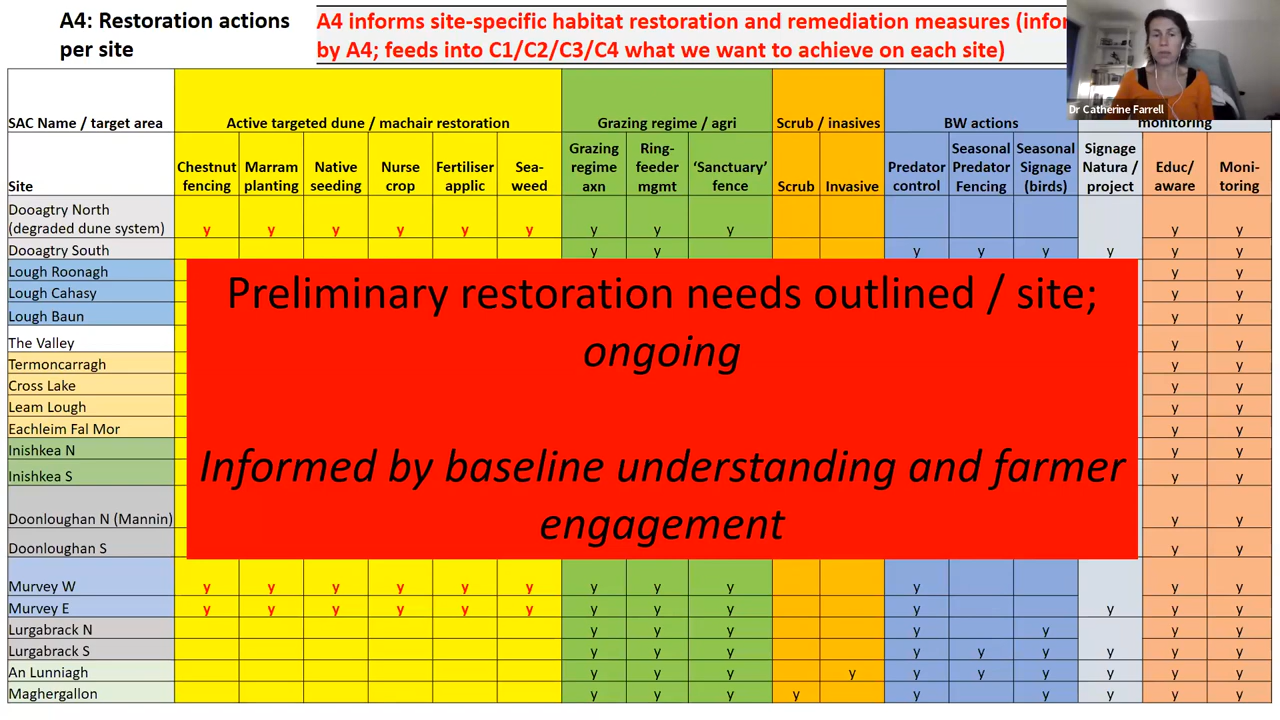 A4: Restoration actions
per site
A4 informs site-specific habitat restoration and remediation measures
by A4; feeds into C1/C2/C3/C4 what we want to achieve on each site)
Dr Catherine Farrell
SAC Name / target area Active targeted dune / machair restoration Grazing regime / agri Scrub / inasives BW actions monitoring
Site Chestnut fencing Marram planting Native seeding Nurse crop Fertiliser applic Sea-weed Grazing regime axn Ring-feeder mgmt ‘Sanctuary’ fence Scrub Invasive Predator control Seasonal Predator Fencing Seasonal Signage (birds) Signage Natura / project Educ/ aware Moni-toring
Dooagtry North
(degraded dune system) y y y y y y y y y y y
Dooagtry South y y y y y y y y
Lough Roonagh y y
Lough Cahasy y y
Lough Baun y y
The Valley y y
Termoncarragh y y
Cross Lake y y
Leam Lough y y
Eachleim Fal Mor y y
Inishkea N y y
Inishkea S y y
Doonloughan N (Mannin) y y
Doonloughan S y y
Preliminary restoration needs outlined / site;
ongoing
Informed by baseline understanding and farmer
engagement
Murvey W y y y y y y y y y y y y
Murvey E y y y y y y y y y y y y y
Lurgabrack N y y y y y y y
Lurgabrack S y y y y y y y y y
An Lunniagh y y y y y y y y y y
Maghergallon y y y y y y y y y